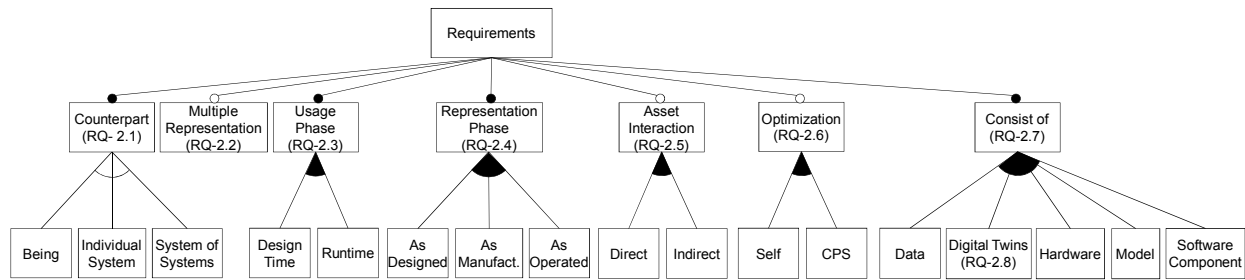 Requirements
Counterpart
(RQ- 2.1)
Multiple
Representation
(RQ-2.2)
Usage
Phase
(RQ-2.3)
Representation
Phase
(RQ-2.4)
Asset
Interaction
(RQ-2.5)
Optimization
(RQ-2.6)
Consist of
(RQ-2.7)
Being
Individual
System
System of
Systems
Design
Time
Runtime
As
Designed
As
Manufact.
As
Operated
Direct
Indirect
Self
CPS
Data
Digital Twins
(RQ-2.8)
Hardware
Model
Software
Component